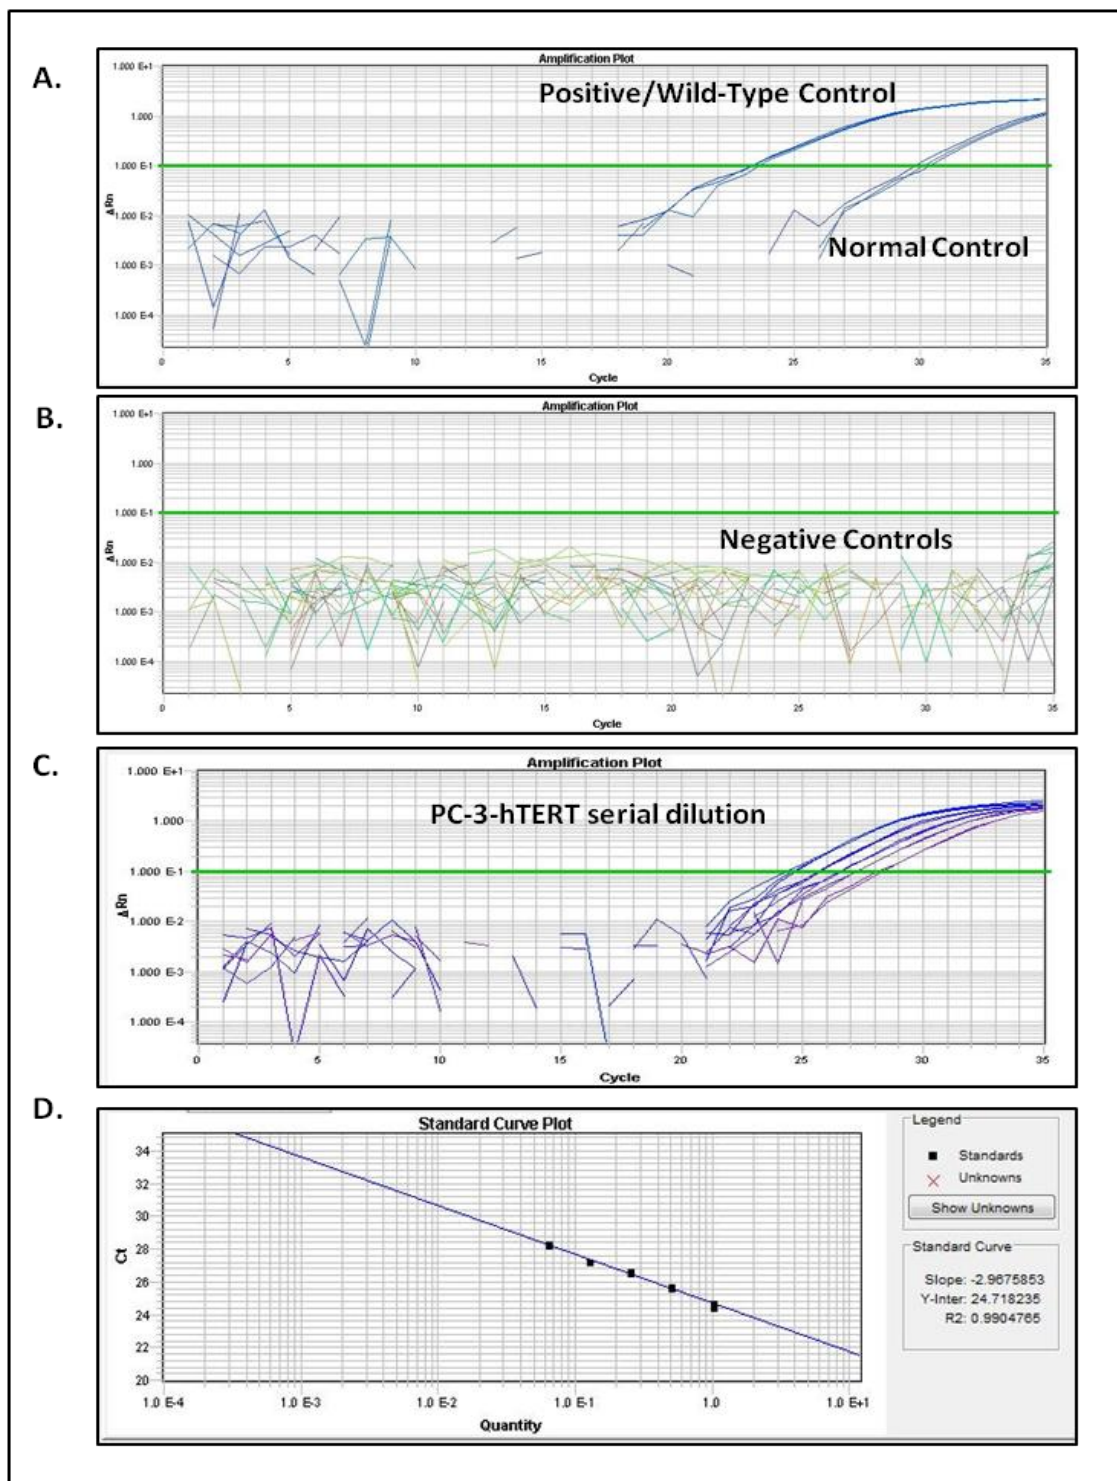 A.
Amplification Plot
Positive/Wild-Type Control
Normal Control
1.000 E+1
1.000
1.000 E-1
1.000 E-2
1.000 E-3
1.000 E-4
ΔRn
0 5 10 15 20 25 30 35
Cycle
B.
Amplification Plot
Negative Controls
1.000 E+1
1.000
1.000 E-1
1.000 E-2
1.000 E-3
1.000 E-4
ΔRn
0 5 10 15 20 25 30 35
Cycle
C.
Amplification Plot
PC-3-hTERT serial dilution
1.000 E+1
1.000
1.000 E-1
1.000 E-2
1.000 E-3
1.000 E-4
ΔRn
0 5 10 15 20 25 30 35
Cycle
D.
Standard Curve Plot
34
32
30
28
26
24
22
20
Ct
1.0 E-4 1.0 E-3 1.0 E-2 1.0 E-1 1.0 1.0 E+1
Quantity
Legend
Standards
Unknowns
Show Unknowns
Standard Curve
Slope: -2.9675853
Y-Inter: 24.718235
R2: 0.9904765